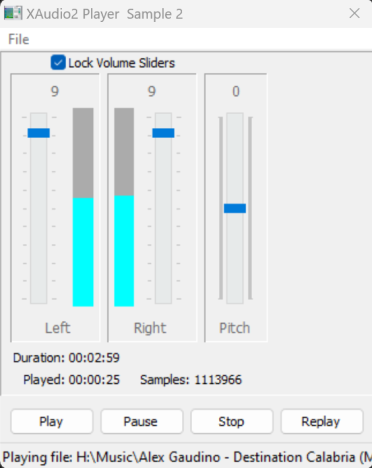 XAudio2 Player Sample 2
File
Lock Volume Sliders
9 9 0
Left Right Pitch
Duration: 00:02:59
Played: 00:00:25 Samples: 1113966
Play Pause Stop Replay
Playing file: H:\Music\Alex Gaudino - Destination Calabria (M